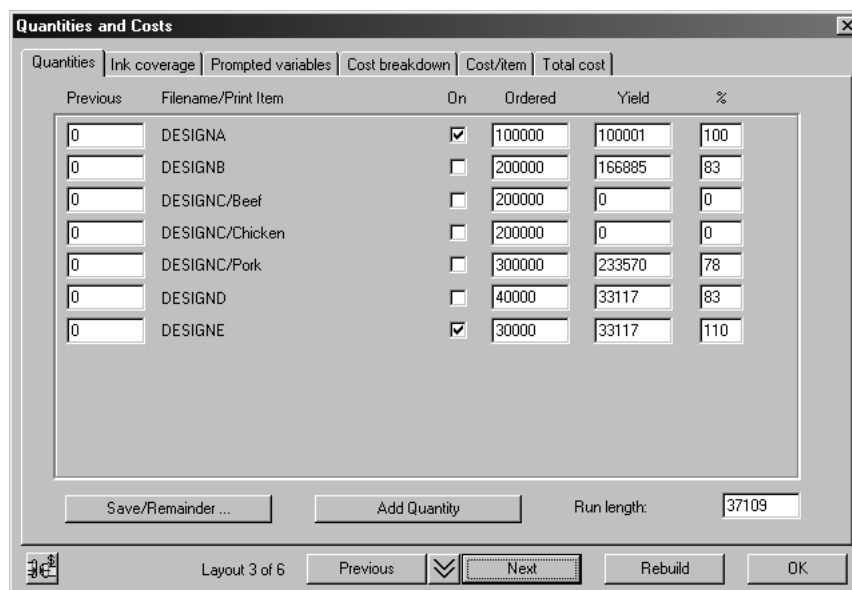 Quantities and Costs
Quantities Ink coverage Prompted variables Cost breakdown Cost/item Total cost
Previous Filename/Print Item On Ordered Yield %
0 DESIGNA 100000 100001 100
0 DESIGNB 200000 166885 83
0 DESIGNC/Beef 200000 0 0
0 DESIGNC/Chicken 200000 0 0
0 DESIGNC/Pork 300000 233570 78
0 DESIGND 40000 33117 83
0 DESIGNE 30000 33117 110
Save/Remainder ... Add Quantity Run length: 37109
Layout 3 of 6 Previous Next Rebuild OK